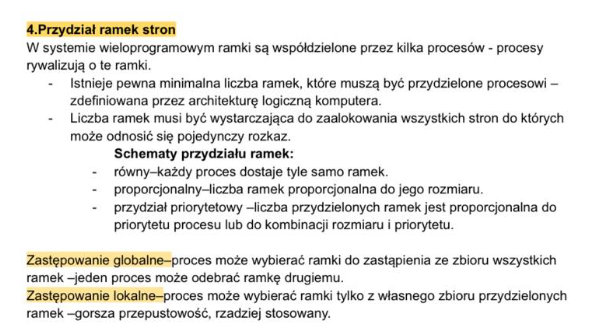 4.Przydział ramek stron
W systemie wieloprogramowym ramki są współdzielone przez kilka procesów - procesy
rywalizują o te ramki.
- Istnieje pewna minimalna liczba ramek, które muszą być przydzielone procesowi –
zdefiniowana przez architekturę logiczną komputera.
- Liczba ramek musi być wystarczająca do zaalokowania wszystkich stron do których
może odnosić się pojedynczy rozkaz.
Schematy przydziału ramek:
- równy–każdy proces dostaje tyle samo ramek.
- proporcjonalny–liczba ramek proporcjonalna do jego rozmiaru.
- przydział priorytetowy –liczba przydzielonych ramek jest proporcjonalna do
priorytetu procesu lub do kombinacji rozmiaru i priorytetu.
Zastępowanie globalne–proces może wybierać ramki do zastąpienia ze zbioru wszystkich
ramek –jeden proces może odebrać ramkę drugiemu.
Zastępowanie lokalne–proces może wybierać ramki tylko z własnego zbioru przydzielonych
ramek –gorsza przepustowość, rzadziej stosowany.